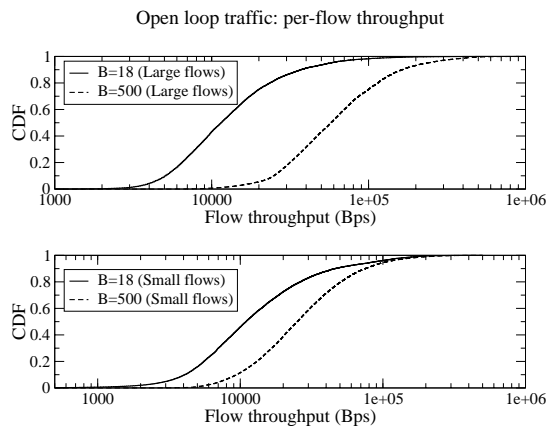 Open loop traffic: per-flow throughput
1
0.8
0.6
0.4
0.2
0
CDF
B=18 (Large flows)
B=500 (Large flows)
1000 10000 1e+05 1e+06
Flow throughput (Bps)
1
0.8
0.6
0.4
0.2
0
CDF
B=18 (Small flows)
B=500 (Small flows)
1000 10000 1e+05 1e+06
Flow throughput (Bps)